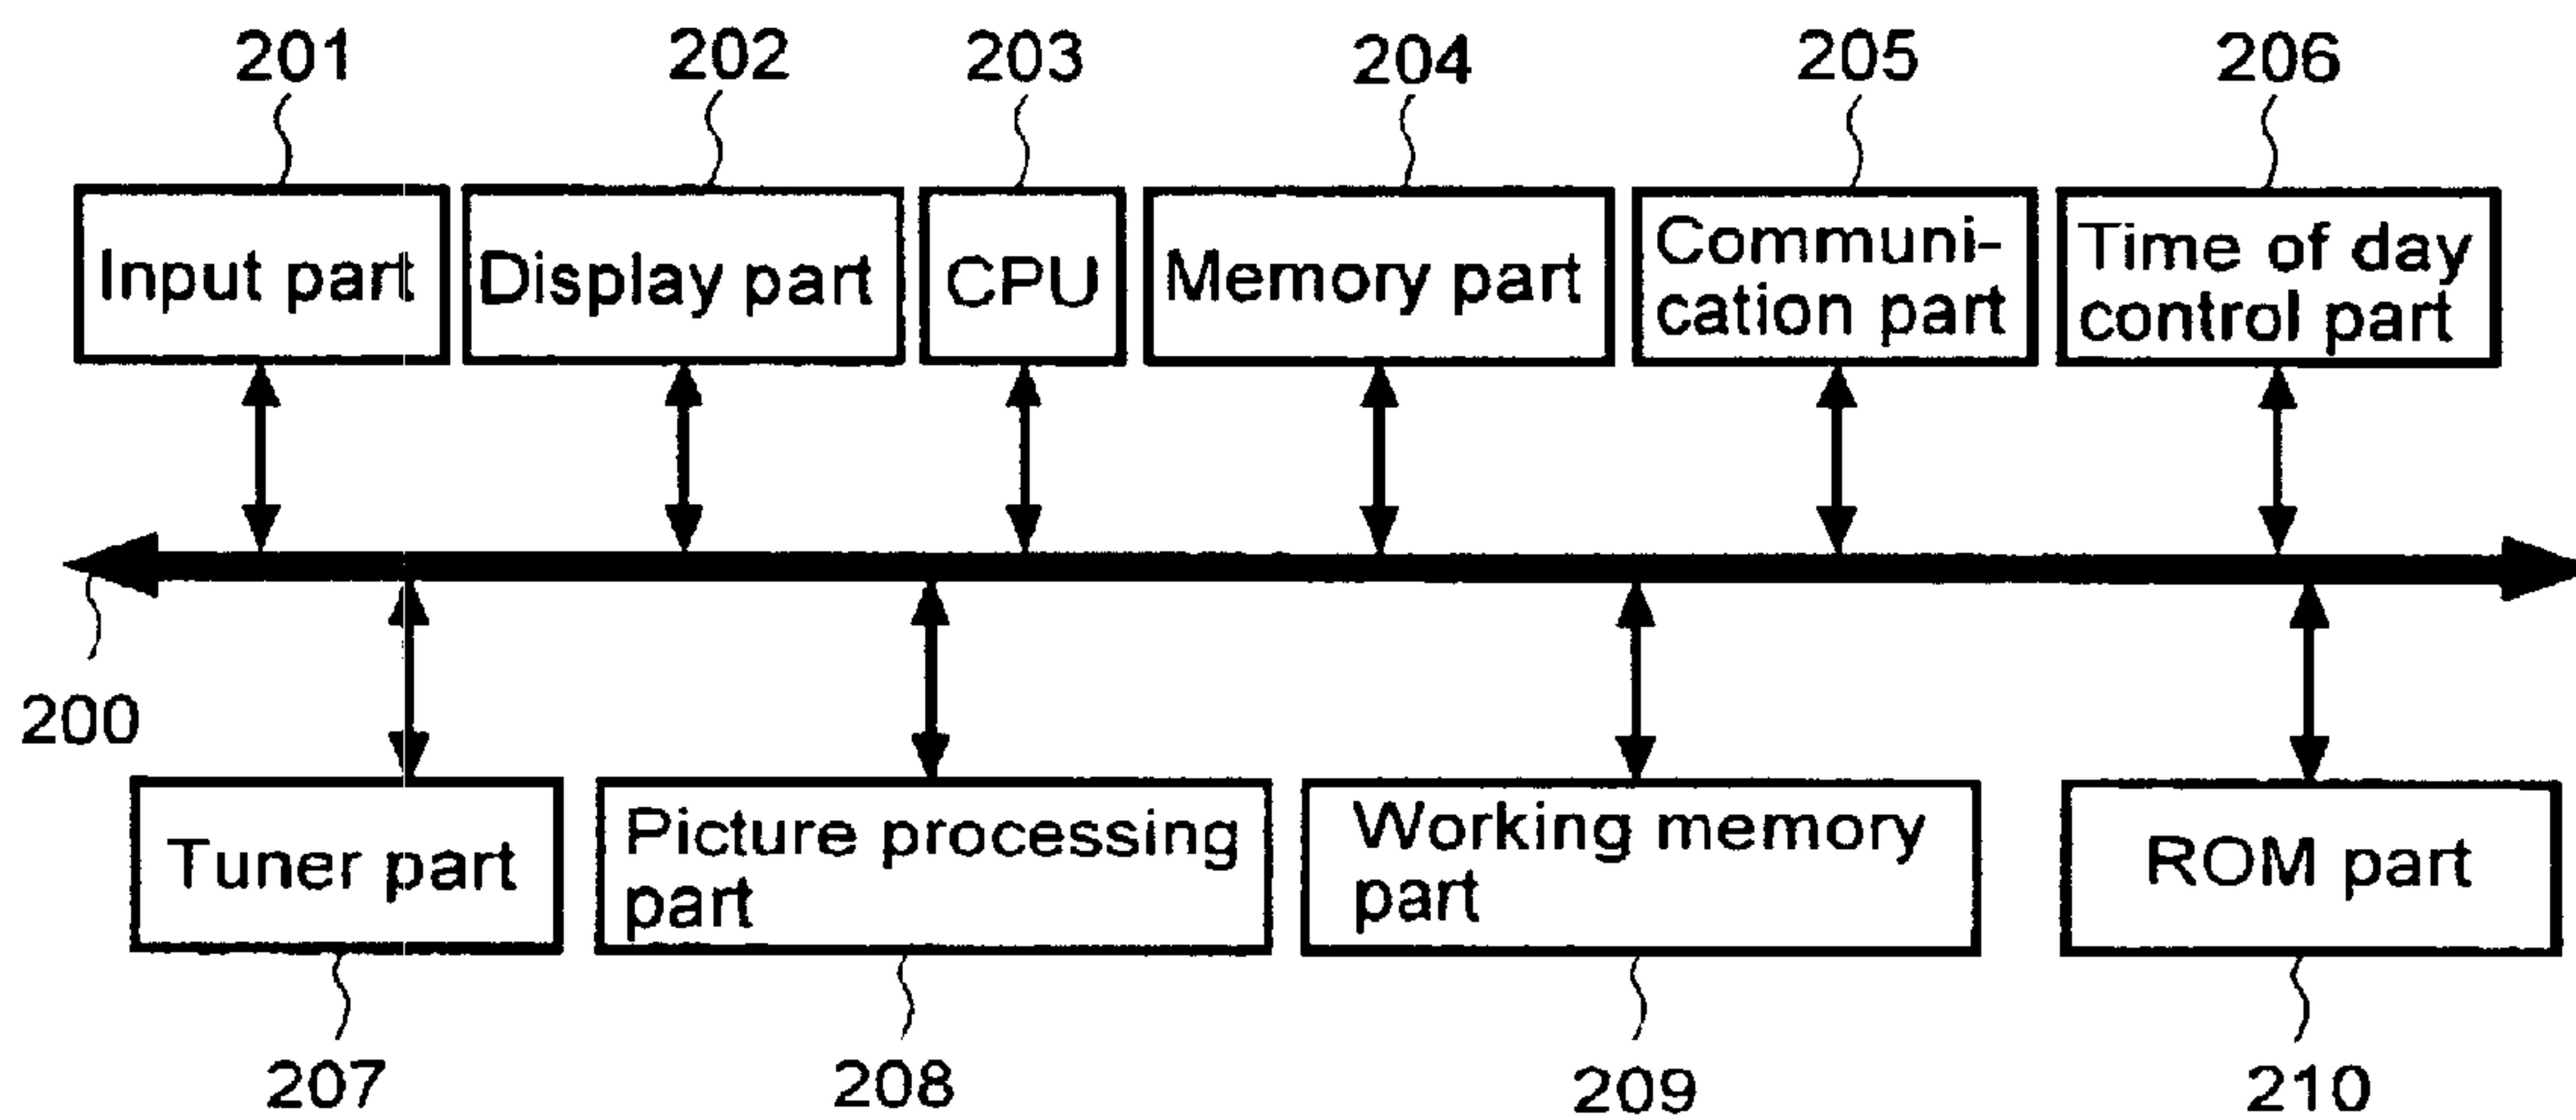 201
202
203
204
205
206
Input part
Display part
CPU
Memory part
Communi-
cation part
Time of day
control part
200
Tuner part
Picture processing
part
Working memory
part
ROM part
207
208
209
210